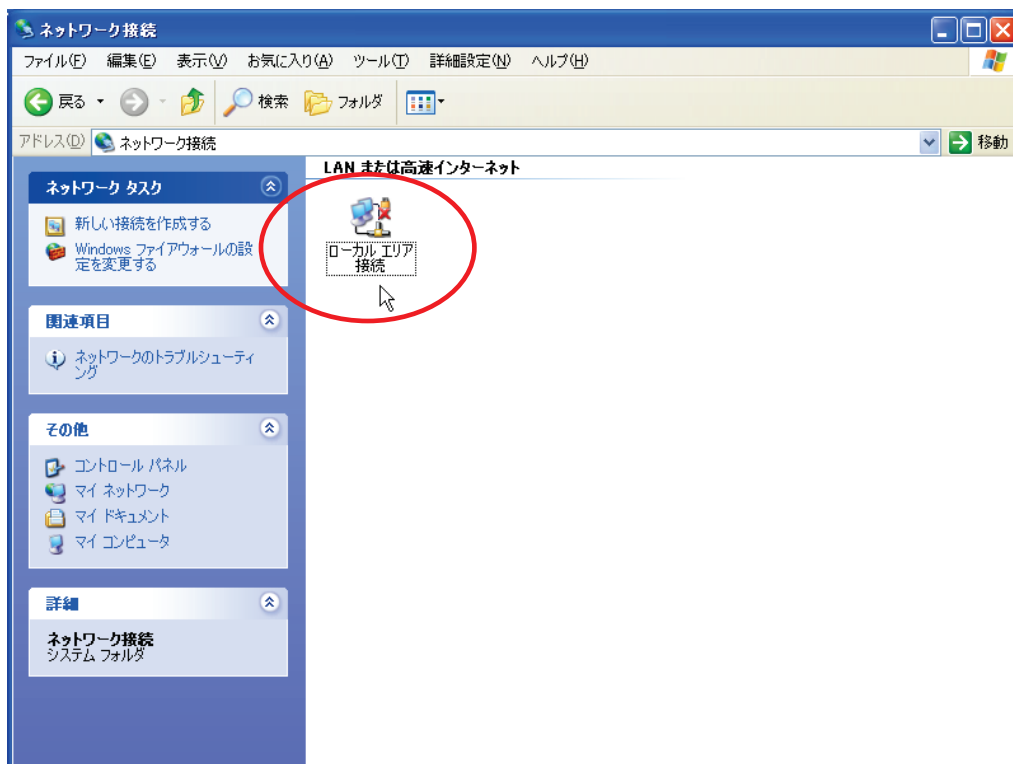 ネットワーク接続
ファイル(F) 編集(E) 表示(V) お気に入り(A) ツール(T) 詳細設定(N) ヘルプ(H)
戻る 検索 フォルダ
アドレス(D) ネットワーク接続 移動
ネットワーク タスク
新しい接続を作成する
Windows ファイアウォールの設
定を変更する
関連項目
ネットワークのトラブルシューティ
ング
その他
コントロール パネル
マイ ネットワーク
マイ ドキュメント
マイ コンピュータ
詳細
ネットワーク接続
システム フォルダ
LAN または高速インターネット
ローカル エリア
接続